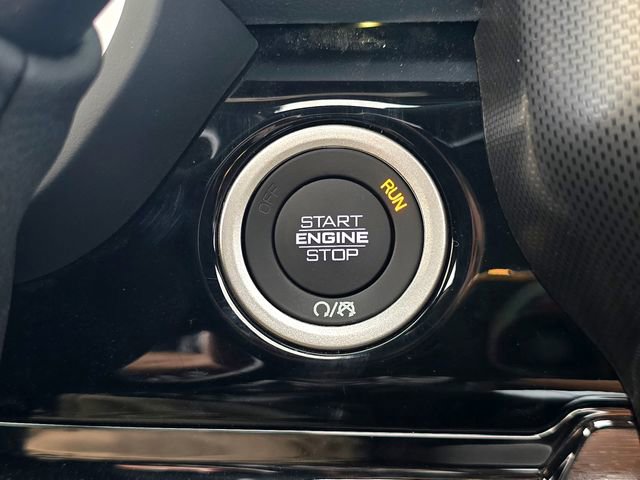 OFF
RUN
START
ENGINE
STOP
/